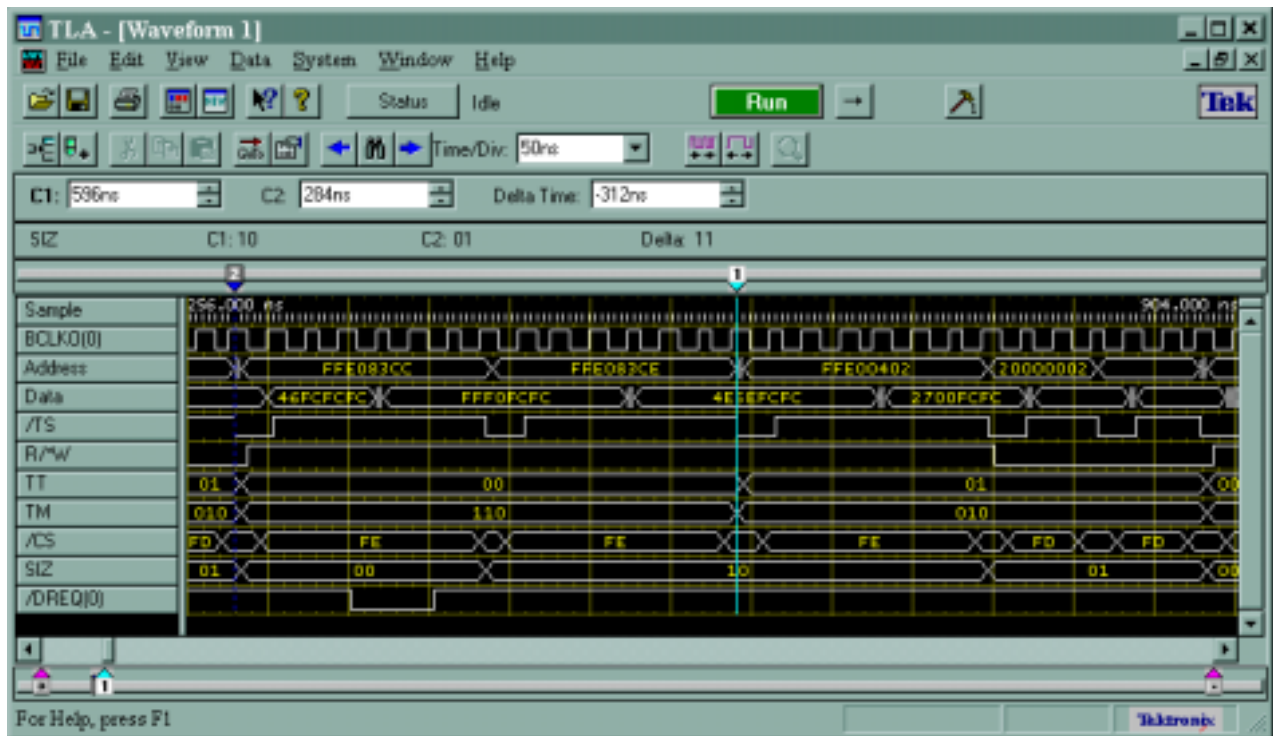 TLA - [Waveform 1]
File Edit View Data System Window Help
Status Idle Run Tek
Time/Div: 50ns
C1: 596ns C2: 284ns Delta Time: -312ns
SIZ C1: 10 C2: 01 Delta: 11
2 1
Sample 256.000 ns 904.000 ns
BCLKO(0)
Address FFE083CC FFE083CE FFE00402 20000002
Data 46FCFCFC FFF0FCFC 2700FCFC
/TS
R/*W
TT 01 00 01 00
TM 010 110 010
/CS FD FE FE FE FD FD
SIZ 01 00 10 01 00
/DREQ(0)
1
For Help, press F1 Tektronix